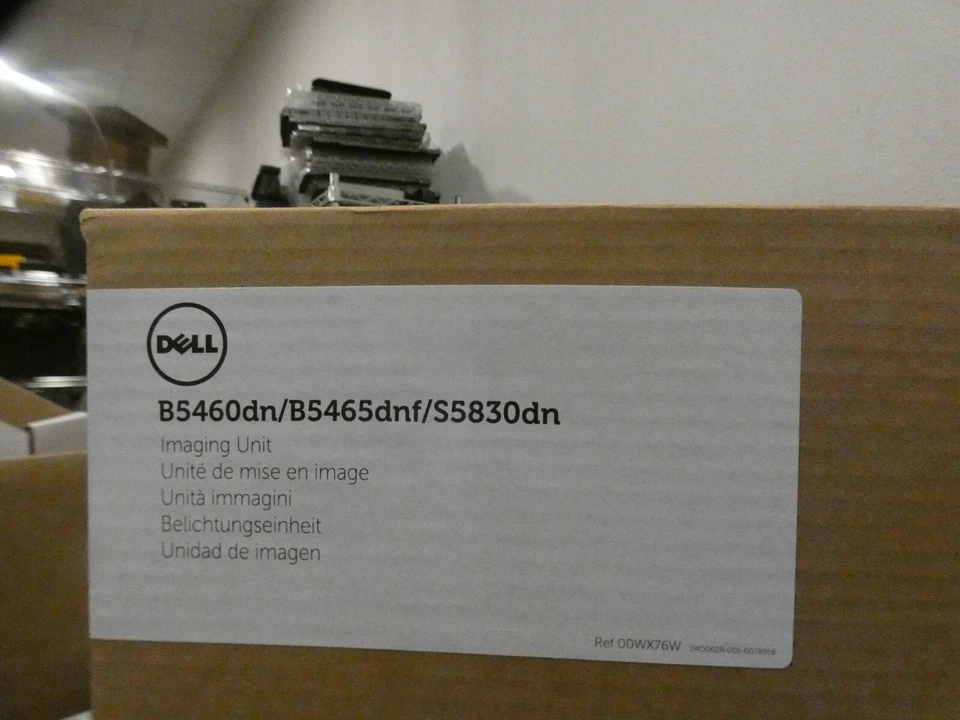 DELL
B5460dn/B5465dnf/S5830dn
Imaging Unit
Unité de mise en image
Unità immagini
Belichtungseinheit
Unidad de imagen
Ref 00WX76W